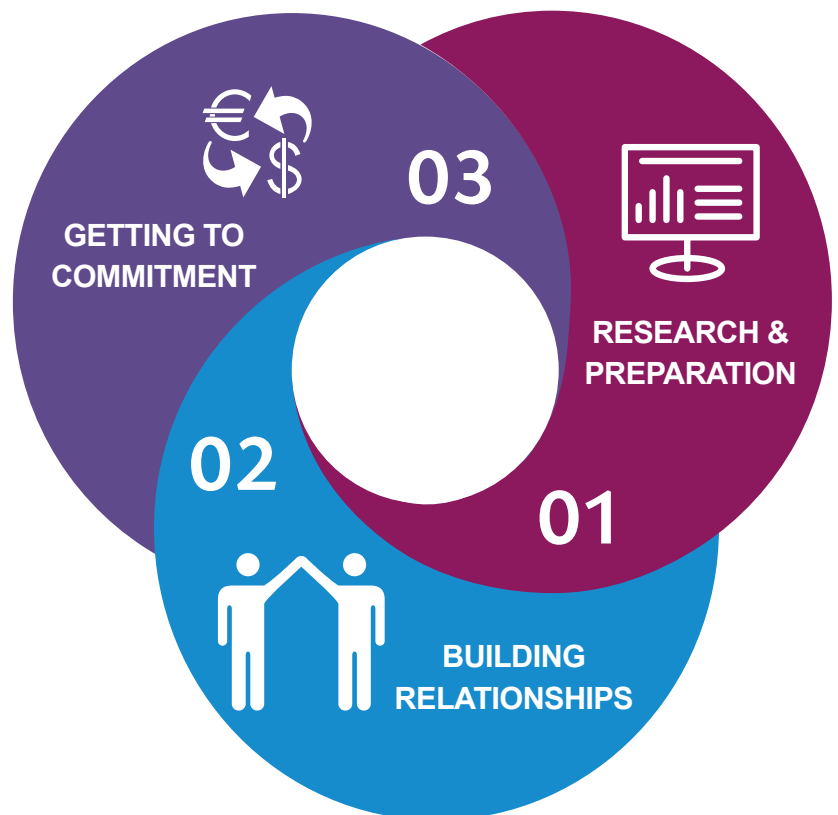 03
GETTING TO
COMMITMENT
RESEARCH &
PREPARATION
02
01
BUILDING
RELATIONSHIPS